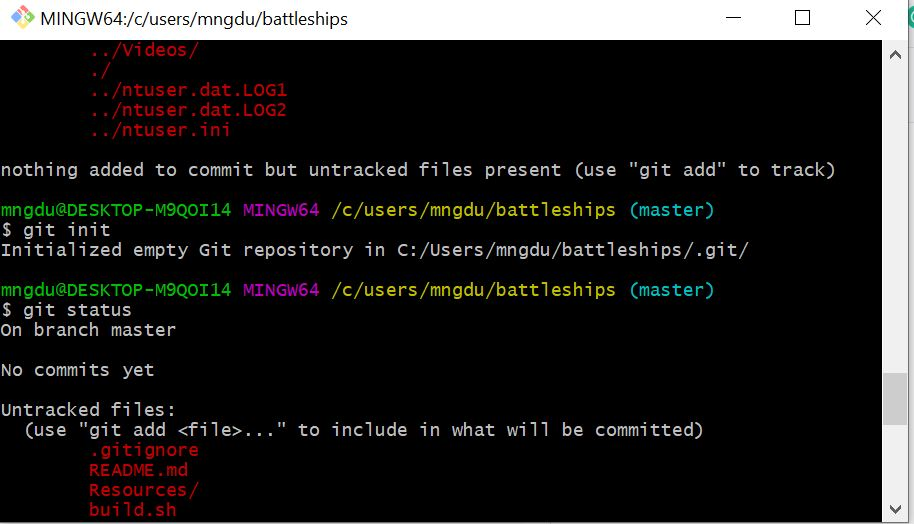 MINGW64:/c/users/mngdu/battleships
../Videos/
./
../ntuser.dat.LOG1
../ntuser.dat.LOG2
../ntuser.ini
nothing added to commit but untracked files present (use "git add" to track)
mngdu@DESKTOP-M9QOI14 MINGW64 /c/users/mngdu/battleships (master)
$ git init
Initialized empty Git repository in C:/Users/mngdu/battleships/.git/
mngdu@DESKTOP-M9QOI14 MINGW64 /c/users/mngdu/battleships (master)
$ git status
On branch master
No commits yet
Untracked files:
(use "git add <file>..." to include in what will be committed)
.gitignore
README.md
Resources/
build.sh